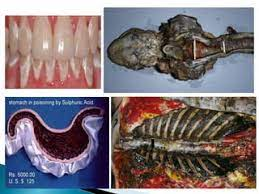 stomach in poisoning by Sulphuric Acid.
Rs. 6000.00
U. S. $ 125